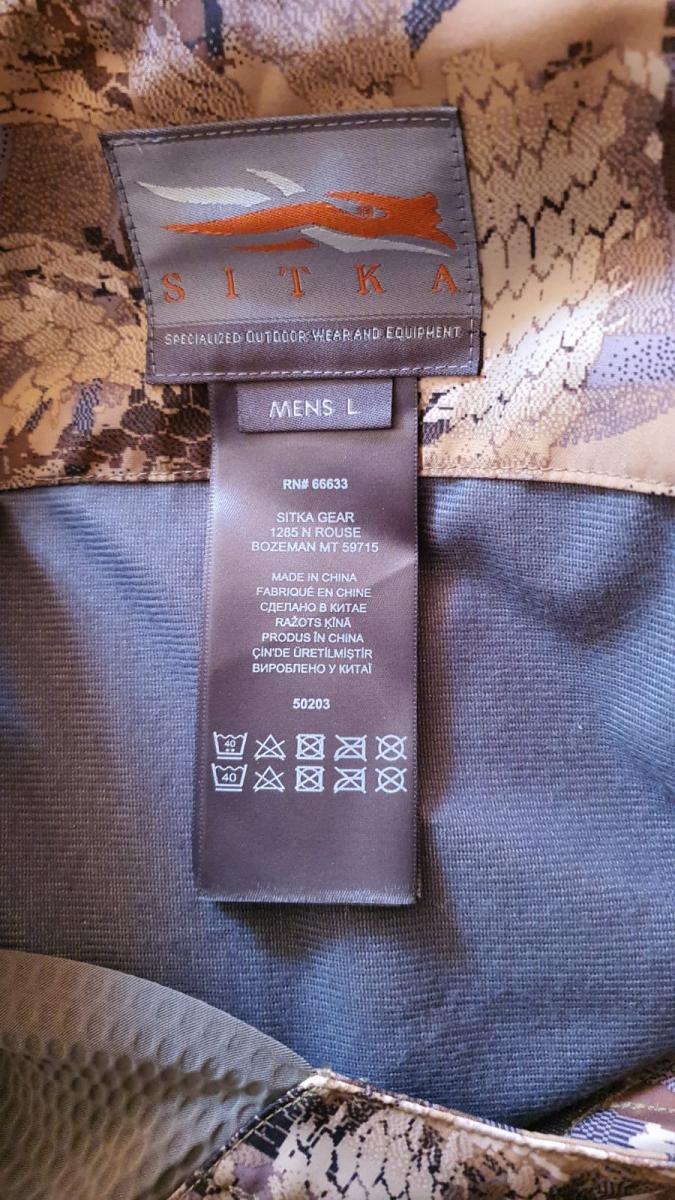 SITKA
SPECIALIZED OUTDOOR WEAR AND EQUIPMENT
MENS L
RN# 66633
SITKA GEAR
1285 N ROUSE
BOZEMAN MT 59715
MADE IN CHINA
FABRIQUÉ EN CHINE
СДЕЛАНО В КИТАЕ
RAŽOTS ĶĪNĀ
PRODUS ÎN CHINA
ÇİN'DE ÜRETİLMİŞTİR
ВИРОБЛЕНО У КИТАЇ
50203
40
40